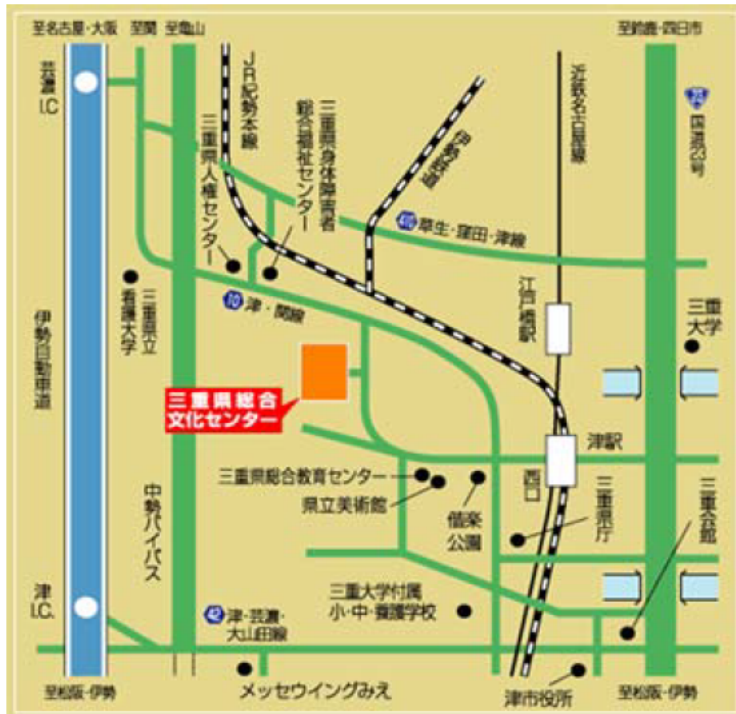 至名古屋・大阪
至関
至亀山
至鈴鹿・四日市
芸濃
I.C
JR紀勢本線
三重県身体障害者
総合福祉センター
三重県人権センター
伊勢鉄道
近鉄名古屋線
23
国道23号
410
草生・窪田・津線
10
津・関線
三重県立
看護大学
江戸橋駅
三重
大学
伊勢自動車道
三重県総合
文化センター
津駅
西口
三重県総合教育センター
県立美術館
偕楽
公園
三重県庁
三重会館
中勢バイパス
三重大学付属
小・中・養護学校
津
I.C.
42
津・芸濃・
大山田線
メッセウイングみえ
津市役所
至松阪・伊勢
至松阪・伊勢